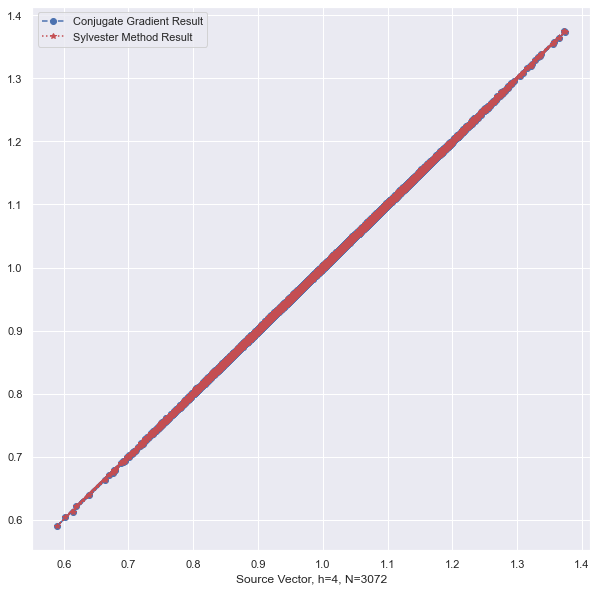 Conjugate Gradient Result
Sylvester Method Result
1.4
1.3
1.2
1.1
1.0
0.9
0.8
0.7
0.6
0.6 0.7 0.8 0.9 1.0 1.1 1.2 1.3 1.4
Source Vector, h=4, N=3072